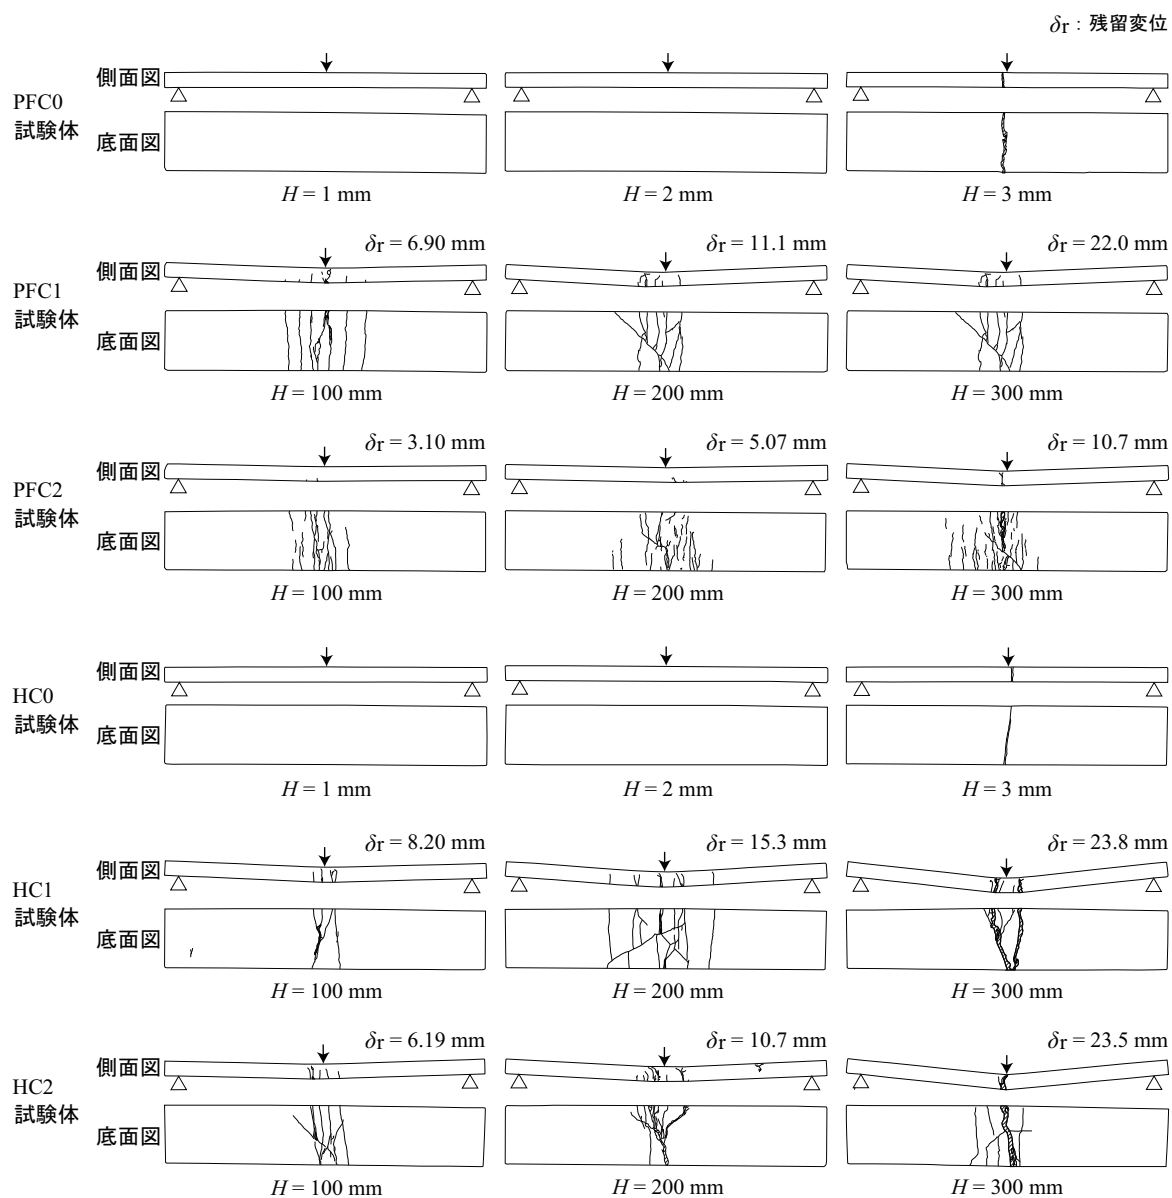 δr : 残留変位
PFC0
試験体
側面図
底面図
H = 1 mm
H = 2 mm
H = 3 mm
PFC1
試験体
側面図
底面図
δr = 6.90 mm
δr = 11.1 mm
δr = 22.0 mm
H = 100 mm
H = 200 mm
H = 300 mm
PFC2
試験体
側面図
底面図
δr = 3.10 mm
δr = 5.07 mm
δr = 10.7 mm
H = 100 mm
H = 200 mm
H = 300 mm
HC0
試験体
側面図
底面図
H = 1 mm
H = 2 mm
H = 3 mm
HC1
試験体
側面図
底面図
δr = 8.20 mm
δr = 15.3 mm
δr = 23.8 mm
H = 100 mm
H = 200 mm
H = 300 mm
HC2
試験体
側面図
底面図
δr = 6.19 mm
δr = 10.7 mm
δr = 23.5 mm
H = 100 mm
H = 200 mm
H = 300 mm